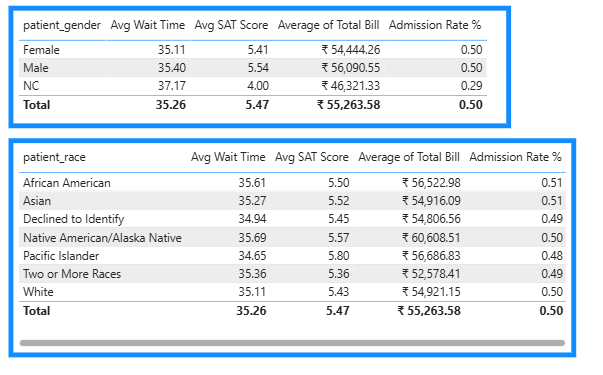 patient_gender Avg Wait Time Avg SAT Score Average of Total Bill Admission Rate %
Female 35.11 5.41 ₹ 54,444.26 0.50
Male 35.40 5.54 ₹ 56,090.55 0.50
NC 37.17 4.00 ₹ 46,321.33 0.29
Total 35.26 5.47 ₹ 55,263.58 0.50
patient_race Avg Wait Time Avg SAT Score Average of Total Bill Admission Rate %
African American 35.61 5.50 ₹ 56,522.98 0.51
Asian 35.27 5.52 ₹ 54,916.09 0.51
Declined to Identify 34.94 5.45 ₹ 54,806.56 0.49
Native American/Alaska Native 35.69 5.57 ₹ 60,608.51 0.50
Pacific Islander 34.65 5.80 ₹ 56,686.83 0.48
Two or More Races 35.36 5.36 ₹ 52,578.41 0.49
White 35.11 5.43 ₹ 54,921.15 0.50
Total 35.26 5.47 ₹ 55,263.58 0.50